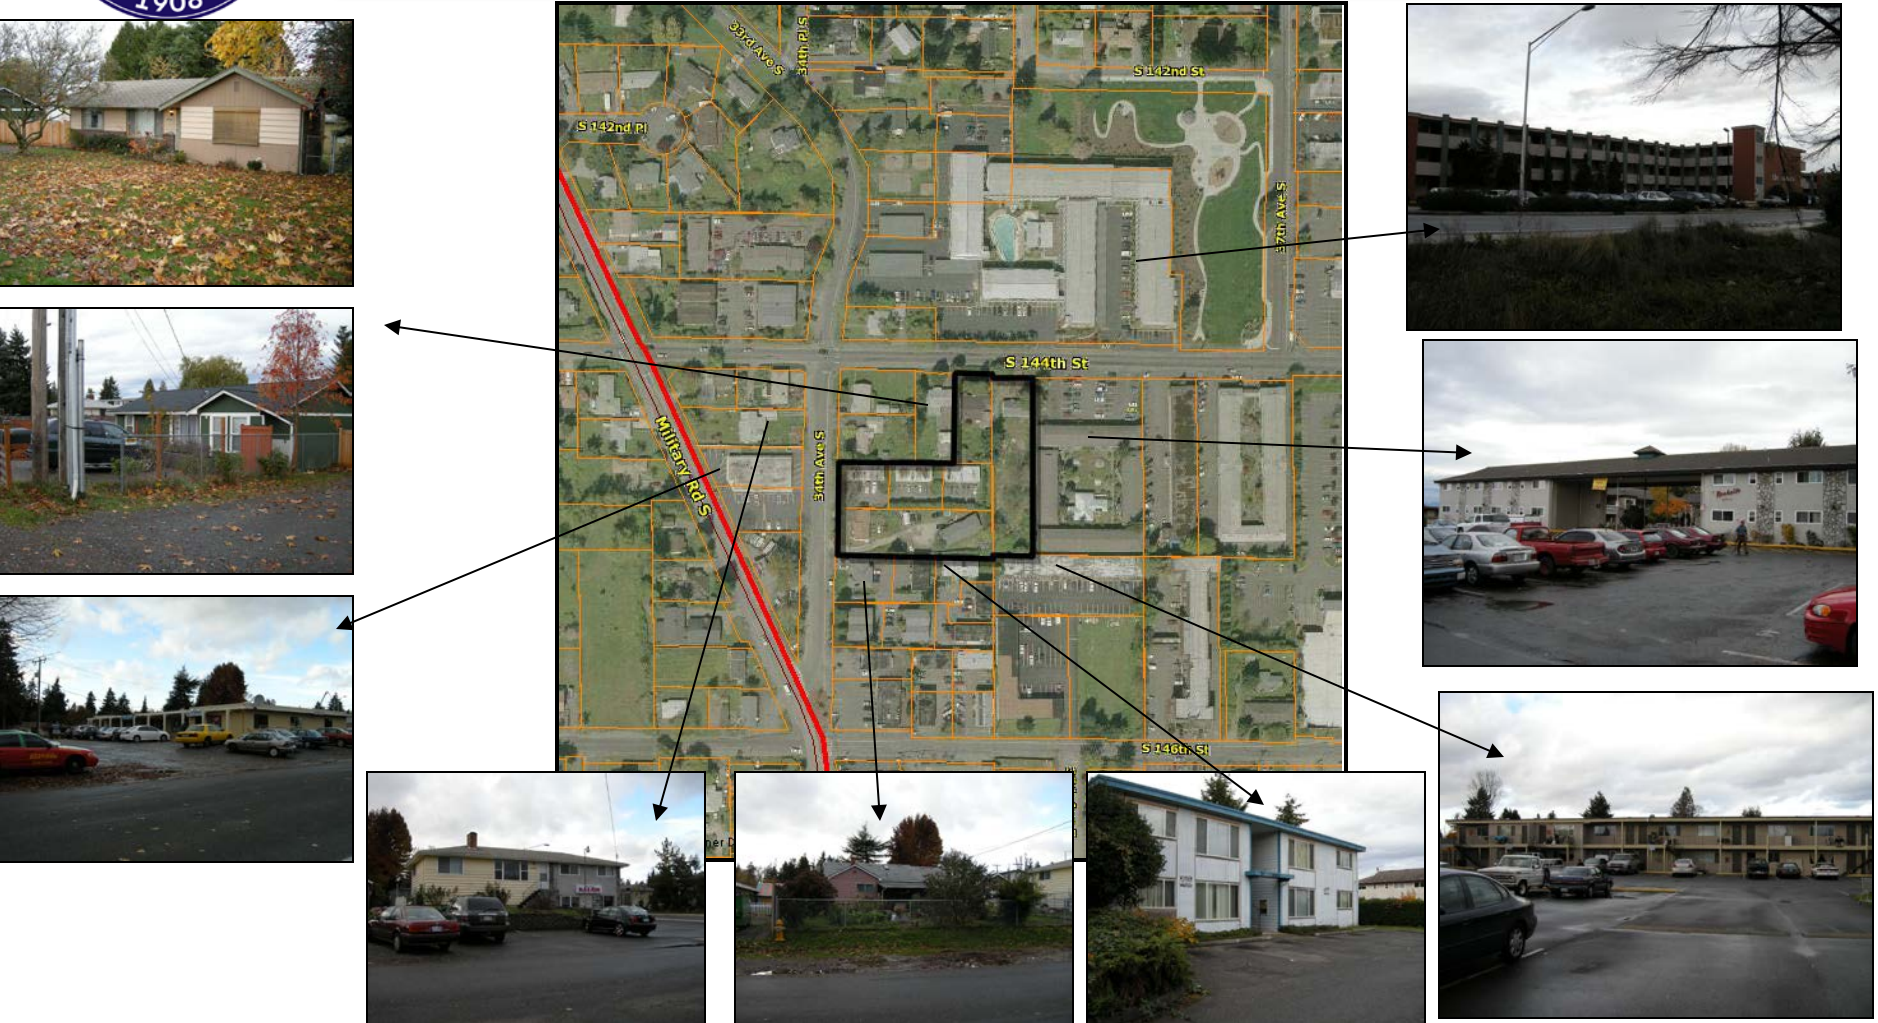 1908
33rd Ave S
34th Pl S
S 142nd St
S 142nd Pl
37th Ave S
S 144th St
Military Rd S
34th Ave S
S 146th St
ner D